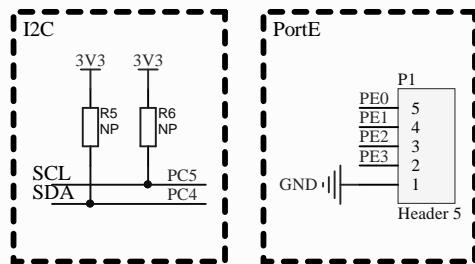 I2C
3V3 3V3
R5
NP
R6
NP
SCL PC5
SDA PC4
PortE
P1
PE0 5
PE1 4
PE2 3
PE3 2
GND 1
Header 5